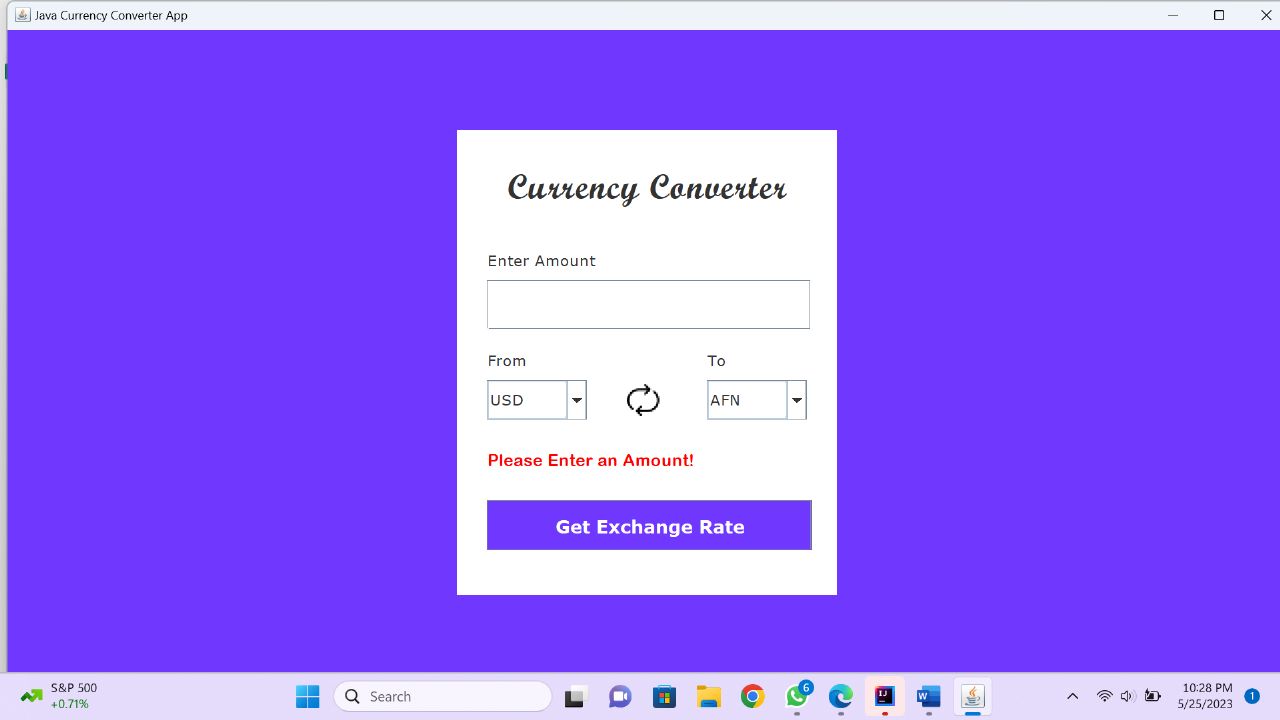 Java Currency Converter App
Currency Converter
Enter Amount
From To
USD AFN
Please Enter an Amount!
Get Exchange Rate
S&P 500
+0.71%
Search
6
IJ
W
10:28 PM
5/25/2023
1